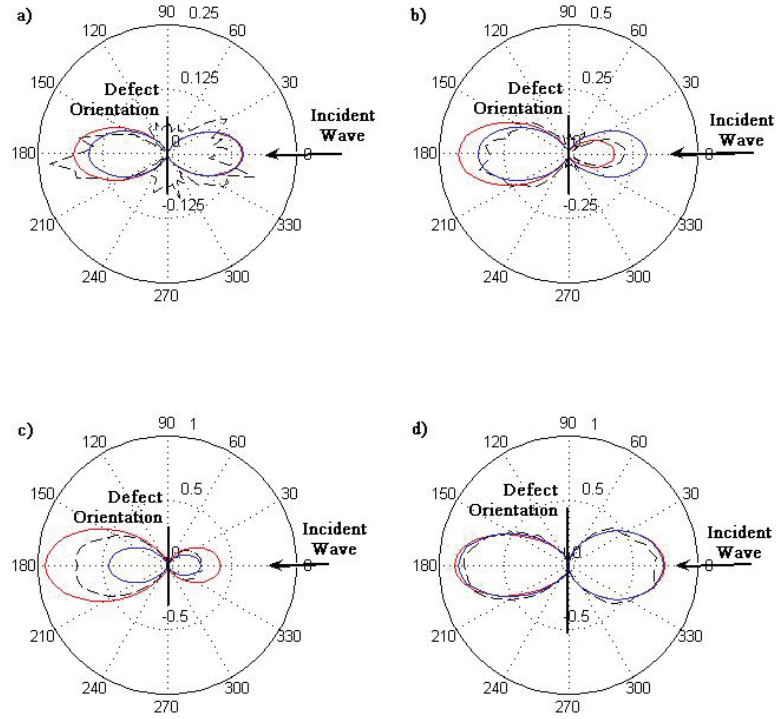 a)
90 0.25
120 60
0.125
150 30
Defect
Orientation
Incident
Wave
0
180 0
-0.125
210 330
240 300
270
b)
90 0.5
120 60
0.25
150 30
Defect
Orientation
Incident
Wave
0
180 0
-0.25
210 330
240 300
270
c)
90 1
120 60
0.5
150 30
Defect
Orientation
Incident
Wave
0
180 0
-0.5
210 330
240 300
270
d)
90 1
120 60
0.5
150 30
Defect
Orientation
Incident
Wave
0
180 0
-0.5
210 330
240 300
270